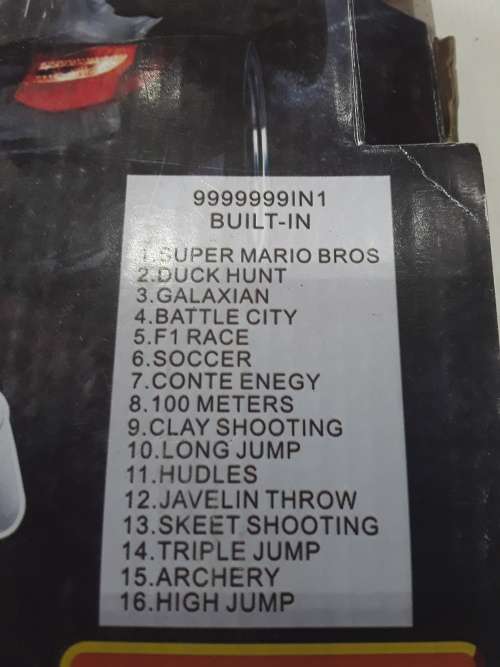 9999999IN1
BUILT-IN
1.SUPER MARIO BROS
2.DUCK HUNT
3.GALAXIAN
4.BATTLE CITY
5.F1 RACE
6.SOCCER
7.CONTE ENEGY
8.100 METERS
9.CLAY SHOOTING
10.LONG JUMP
11.HUDLES
12.JAVELIN THROW
13.SKEET SHOOTING
14.TRIPLE JUMP
15.ARCHERY
16.HIGH JUMP